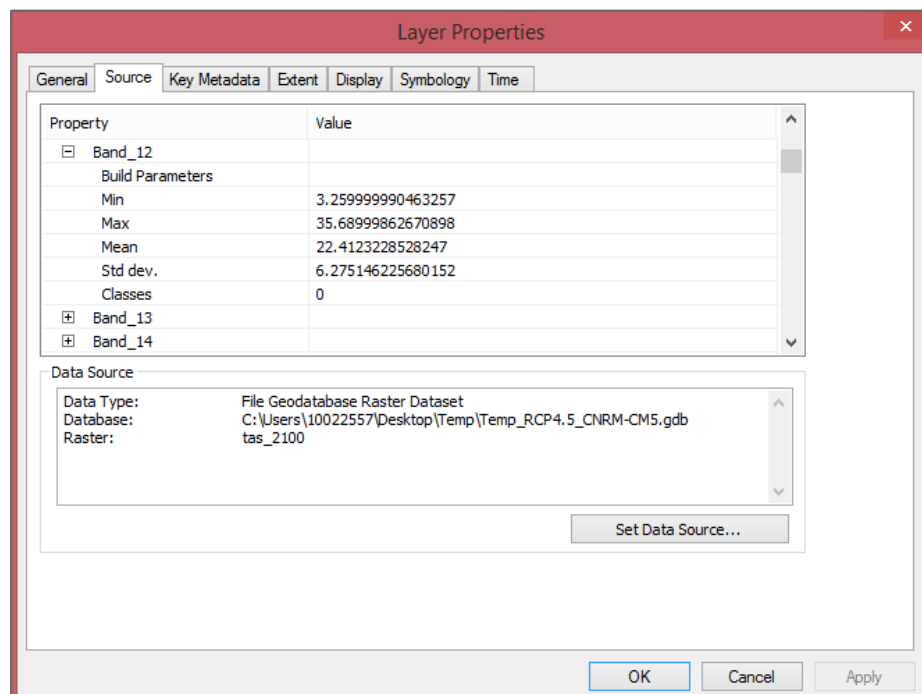 Layer Properties
General Source Key Metadata Extent Display Symbology Time
Property Value
Band_12
Build Parameters
Min 3.259999990463257
Max 35.68999862670898
Mean 22.4123228528247
Std dev. 6.275146225680152
Classes 0
Band_13
Band_14
Data Source
Data Type: File Geodatabase Raster Dataset
Database: C:\Users\10022557\Desktop\Temp\Temp_RCP4.5_CNRM-CM5.gdb
Raster: tas_2100
Set Data Source...
OK Cancel Apply